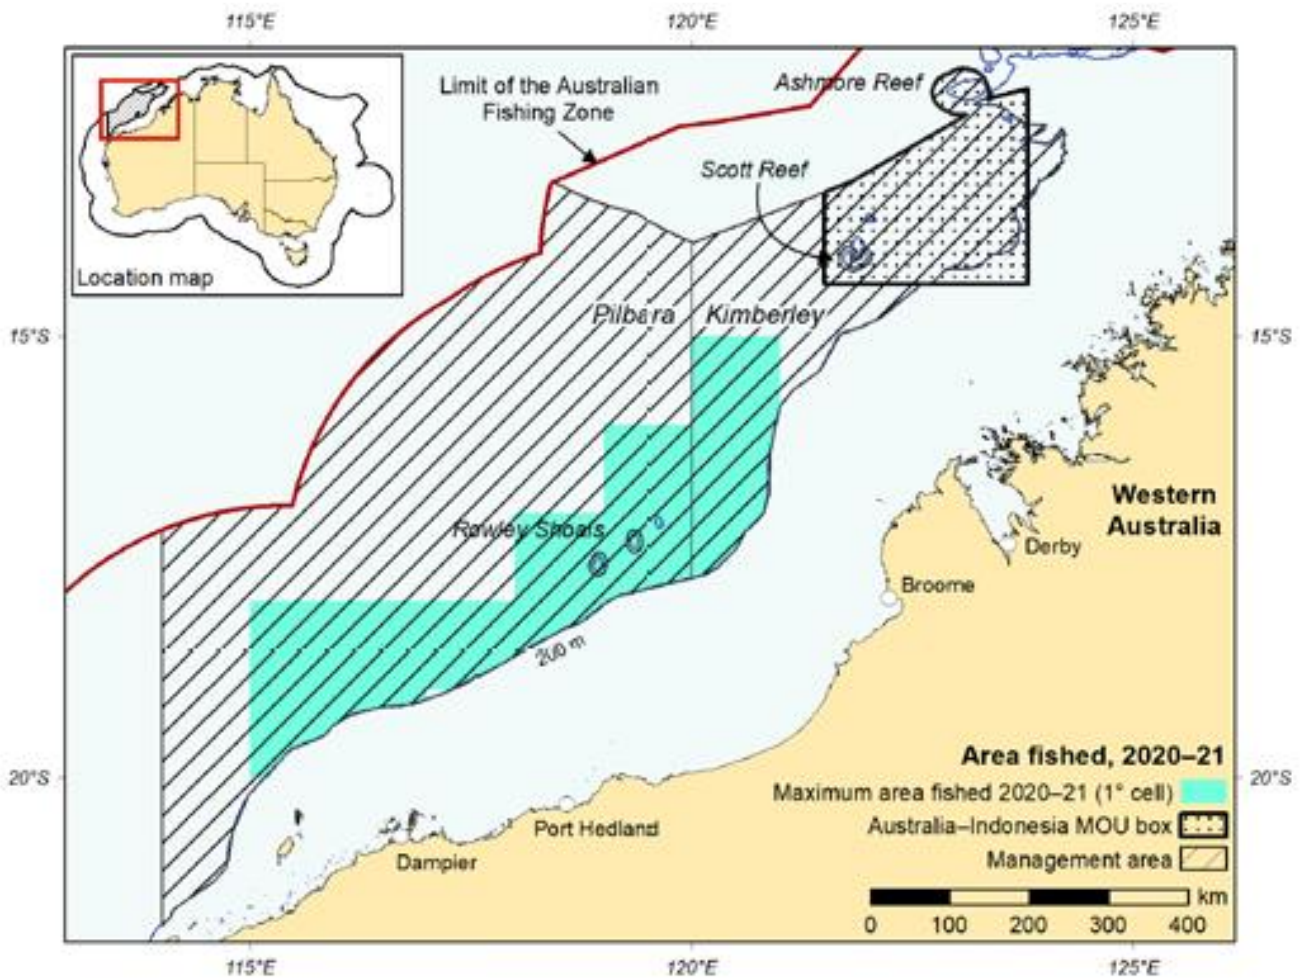 115°E
120°E
125°E
Limit of the Australian
Fishing Zone
Ashmore Reef
Scott Reef
Location map
Pilbara
Kimberley
15°S
15°S
Rowley Shoals
Western
Australia
Derby
Broome
200 m
20°S
20°S
Port Hedland
Dampier
Area fished, 2020–21
Maximum area fished 2020–21 (1° cell)
Australia–Indonesia MOU box
Management area
km
0 100 200 300 400
115°E
120°E
125°E